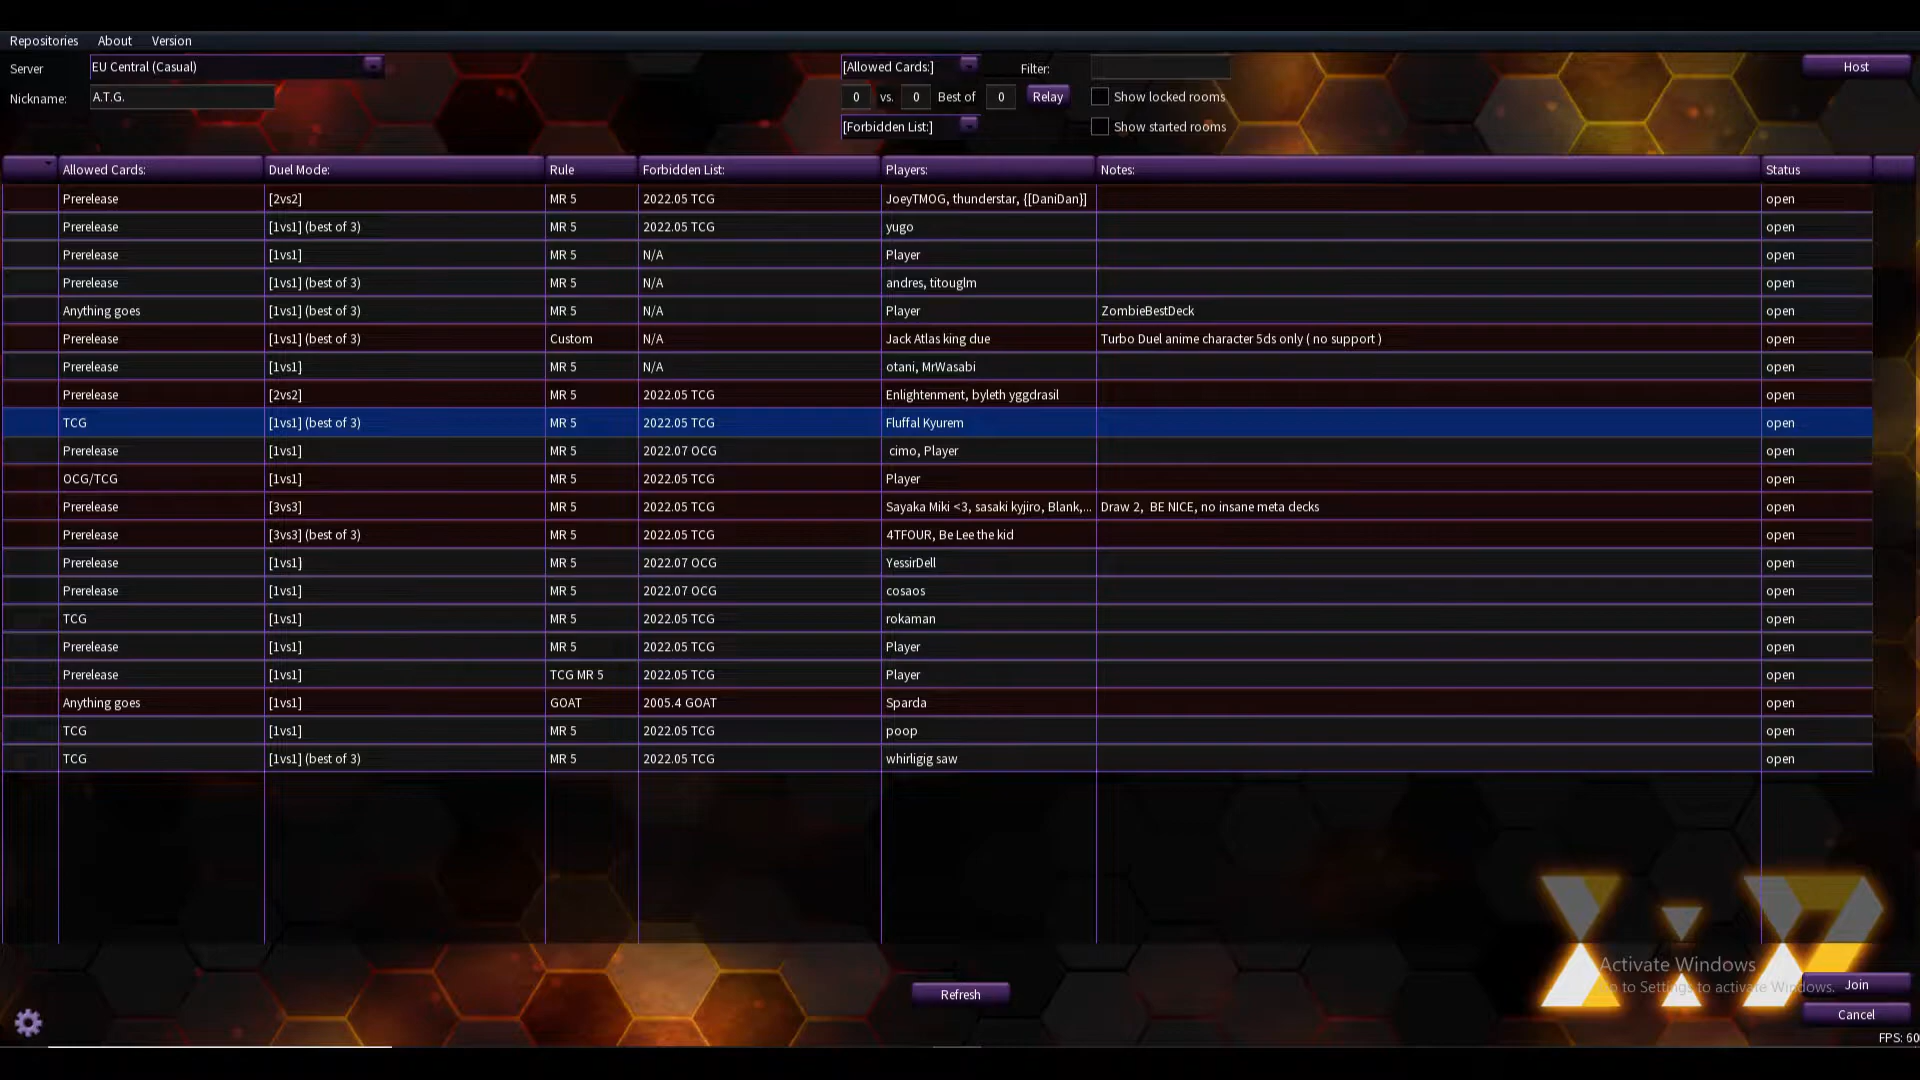 Repositories About Version
Server EU Central (Casual) [Allowed Cards:] Filter: Host
Nickname: A.T.G. 0 vs. 0 Best of 0 Relay Show locked rooms
[Forbidden List:] Show started rooms
Allowed Cards: Duel Mode: Rule Forbidden List: Players: Notes: Status
Prerelease [2vs2] MR 5 2022.05 TCG JoeyTMOG, thunderstar, {[DaniDan}] open
Prerelease [1vs1] (best of 3) MR 5 2022.05 TCG yugo open
Prerelease [1vs1] MR 5 N/A Player open
Prerelease [1vs1] (best of 3) MR 5 N/A andres, titouglm open
Anything goes [1vs1] (best of 3) MR 5 N/A Player ZombieBestDeck open
Prerelease [1vs1] (best of 3) Custom N/A Jack Atlas king due Turbo Duel anime character 5ds only ( no support ) open
Prerelease [1vs1] MR 5 N/A otani, MrWasabi open
Prerelease [2vs2] MR 5 2022.05 TCG Enlightenment, byleth yggdrasil open
TCG [1vs1] (best of 3) MR 5 2022.05 TCG Fluffal Kyurem open
Prerelease [1vs1] MR 5 2022.07 OCG cimo, Player open
OCG/TCG [1vs1] MR 5 2022.05 TCG Player open
Prerelease [3vs3] MR 5 2022.05 TCG Sayaka Miki <3, sasaki kyjiro, Blank,... Draw 2, BE NICE, no insane meta decks open
Prerelease [3vs3] (best of 3) MR 5 2022.05 TCG 4TFOUR, Be Lee the kid open
Prerelease [1vs1] MR 5 2022.07 OCG YessirDell open
Prerelease [1vs1] MR 5 2022.07 OCG cosaos open
TCG [1vs1] MR 5 2022.05 TCG rokaman open
Prerelease [1vs1] MR 5 2022.05 TCG Player open
Prerelease [1vs1] TCG MR 5 2022.05 TCG Player open
Anything goes [1vs1] GOAT 2005.4 GOAT Sparda open
TCG [1vs1] MR 5 2022.05 TCG poop open
TCG [1vs1] (best of 3) MR 5 2022.05 TCG whirligig saw open
Activate Windows
to Settings to activate Windows.
Refresh Join
Cancel
FPS: 60